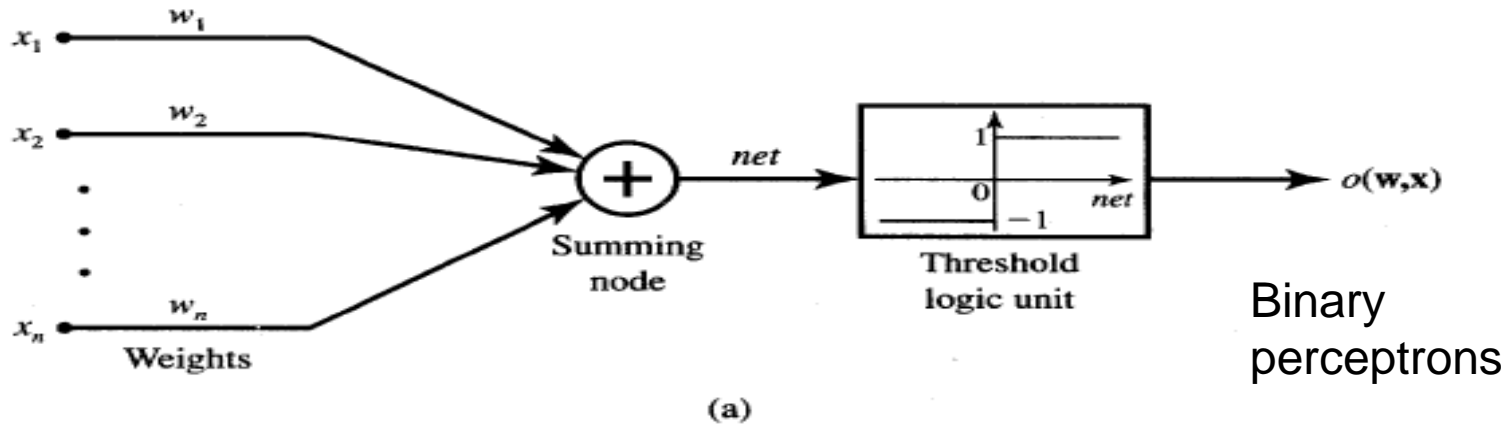 w₁
x₁
w₂
x₂
net
1
0
net
−1
o(w,x)
Summing
node
Threshold
logic unit
wₙ
xₙ
Weights
Binary
perceptrons
(a)